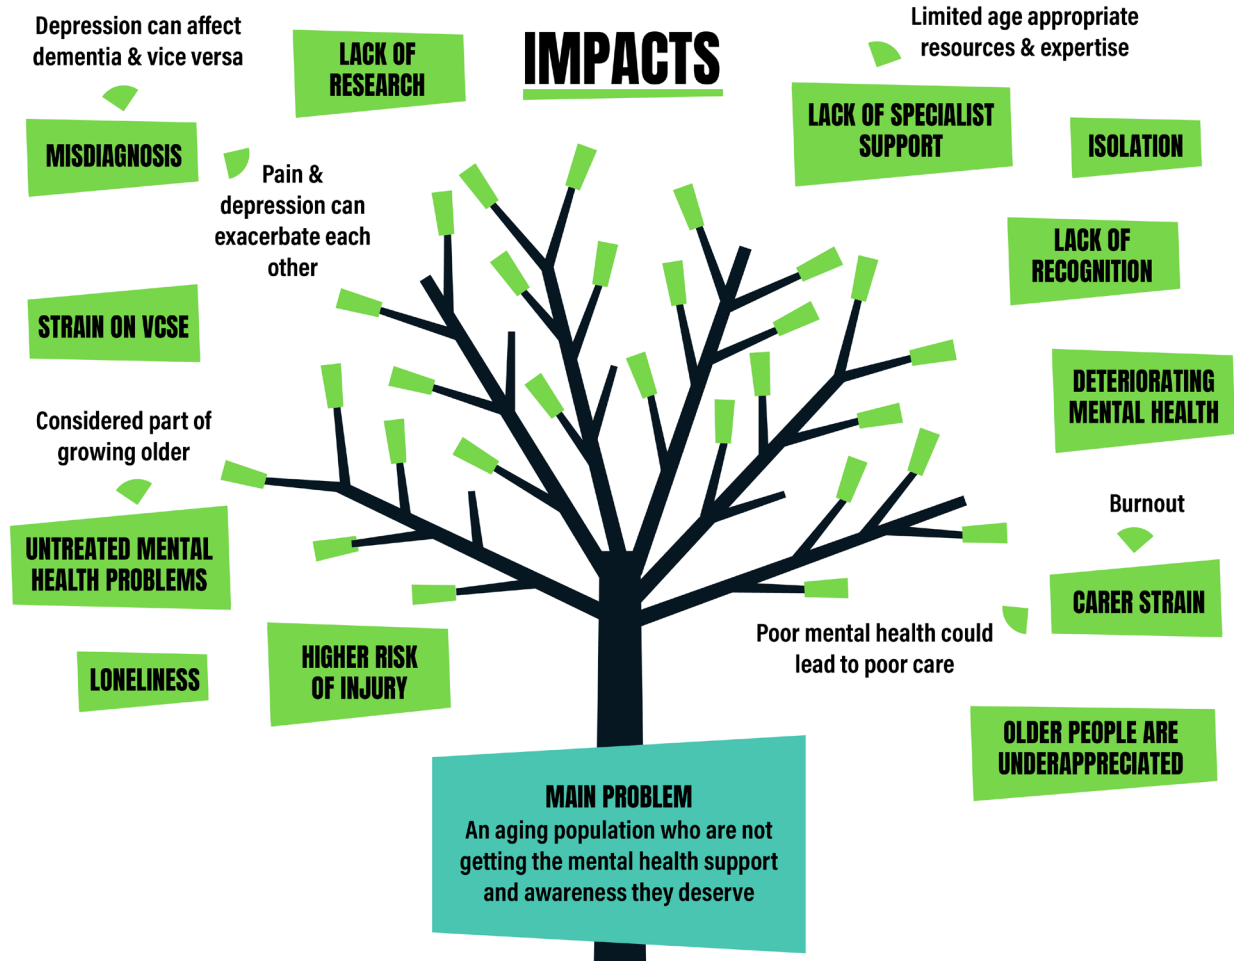 IMPACTS
Depression can affect
dementia & vice versa
LACK OF
RESEARCH
MISDIAGNOSIS
Pain &
depression can
exacerbate each
other
STRAIN ON VCSE
Considered part of
growing older
UNTREATED MENTAL
HEALTH PROBLEMS
LONELINESS
HIGHER RISK
OF INJURY
Limited age appropriate
resources & expertise
LACK OF SPECIALIST
SUPPORT
ISOLATION
LACK OF
RECOGNITION
DETERIORATING
MENTAL HEALTH
Burnout
CARER STRAIN
Poor mental health could
lead to poor care
OLDER PEOPLE ARE
UNDERAPPRECIATED
MAIN PROBLEM
An aging population who are not
getting the mental health support
and awareness they deserve